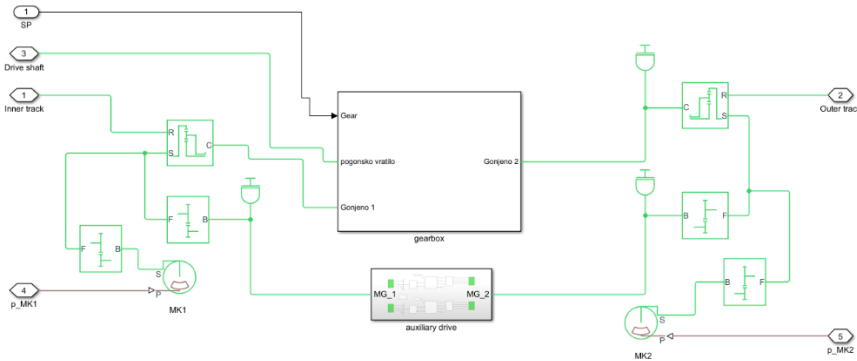 1
SP
3
Drive shaft
1
Inner track
R
S
C
F
B
F
B
S
P
MK1
4
p_MK1
Gear
pogonsko vratilo
Gonjeno 1
Gonjeno 2
gearbox
MG_1
MG_2
auxiliary drive
C
R
S
2
Outer trac
B
F
B
F
S
P
MK2
5
p_MK2